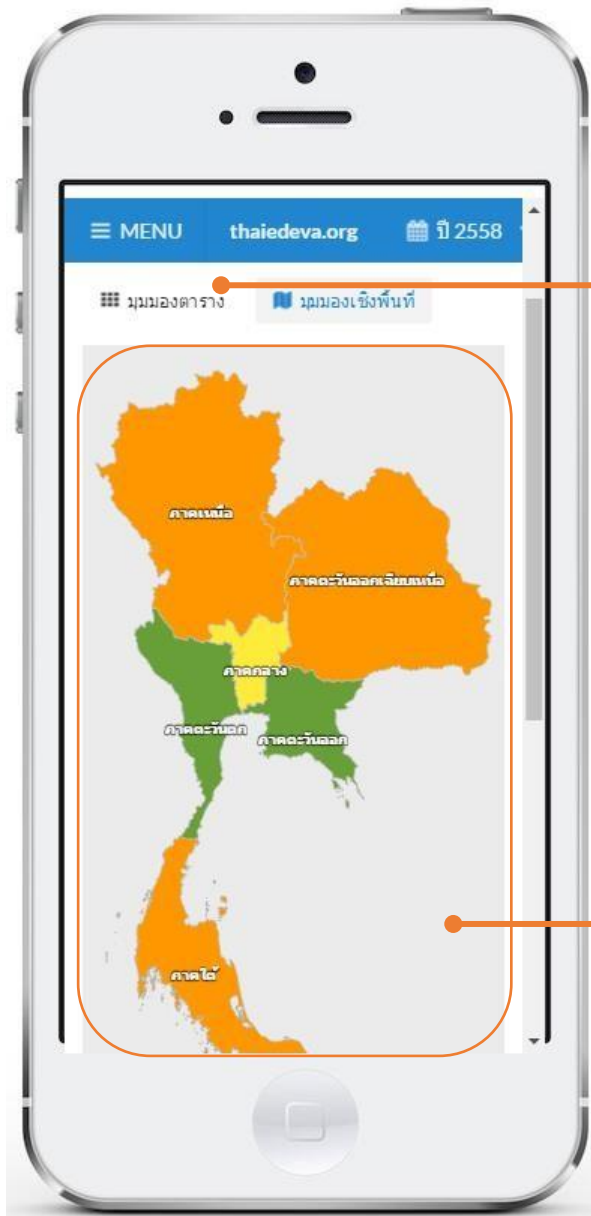 MENU thaiedeva.org ปี 2558
มุมมองตาราง มุมมองเชิงพื้นที่
ภาคเหนือ
ภาคตะวันออกเฉียงเหนือ
ภาคกลาง
ภาคตะวันตก ภาคตะวันออก
ภาคใต้